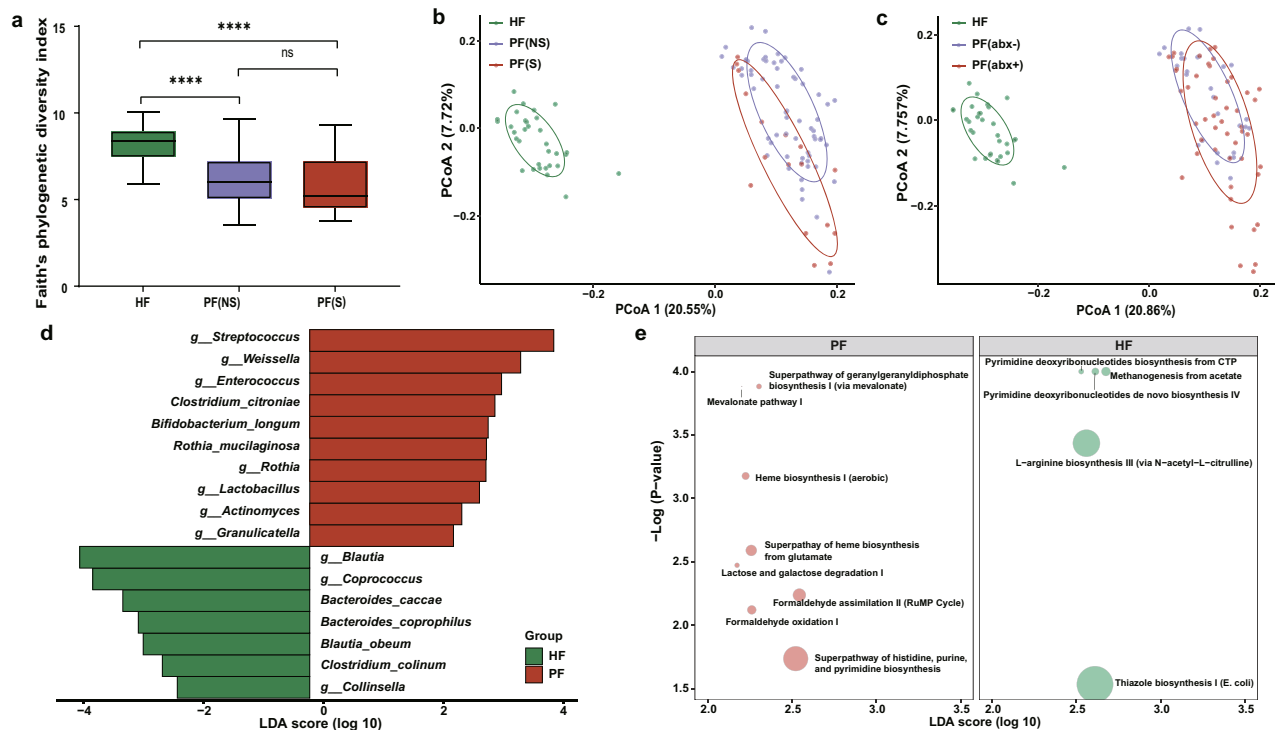 a
Faith's phylogenetic diversity index
15
10
5
0
****
****
ns
HF
PF(NS)
PF(S)
b
HF
PF(NS)
PF(S)
PCoA 2 (7.72%)
0.2
0.0
−0.2
−0.2
0.0
0.2
PCoA 1 (20.55%)
c
HF
PF(abx-)
PF(abx+)
PCoA 2 (7.757%)
0.2
0.0
−0.2
−0.2
0.0
0.2
PCoA 1 (20.86%)
d
g__Streptococcus
g__Weissella
g__Enterococcus
Clostridium_citroniae
Bifidobacterium_longum
Rothia_mucilaginosa
g__Rothia
g__Lactobacillus
g__Actinomyces
g__Granulicatella
g__Blautia
g__Coprococcus
Bacteroides_caccae
Bacteroides_coprophilus
Blautia_obeum
Clostridium_colinum
g__Collinsella
Group
HF
PF
−4
−2
0
2
4
LDA score (log 10)
e
PF
HF
−Log (P−value)
4.0
3.5
3.0
2.5
2.0
1.5
Superpathway of geranylgeranyldiphosphate
biosynthesis I (via mevalonate)
Mevalonate pathway I
Heme biosynthesis I (aerobic)
Superpathay of heme biosynthesis
from glutamate
Lactose and galactose degradation I
Formaldehyde assimilation II (RuMP Cycle)
Formaldehyde oxidation I
Superpathway of histidine, purine,
and pyrimidine biosynthesis
Pyrimidine deoxyribonucleotides biosynthesis from CTP
Methanogenesis from acetate
Pyrimidine deoxyribonucleotides de novo biosynthesis IV
L−arginine biosynthesis III (via N−acetyl−L−citrulline)
Thiazole biosynthesis I (E. coli)
2.0
2.5
3.0
3.5
2.0
2.5
3.0
3.5
LDA score (log 10)